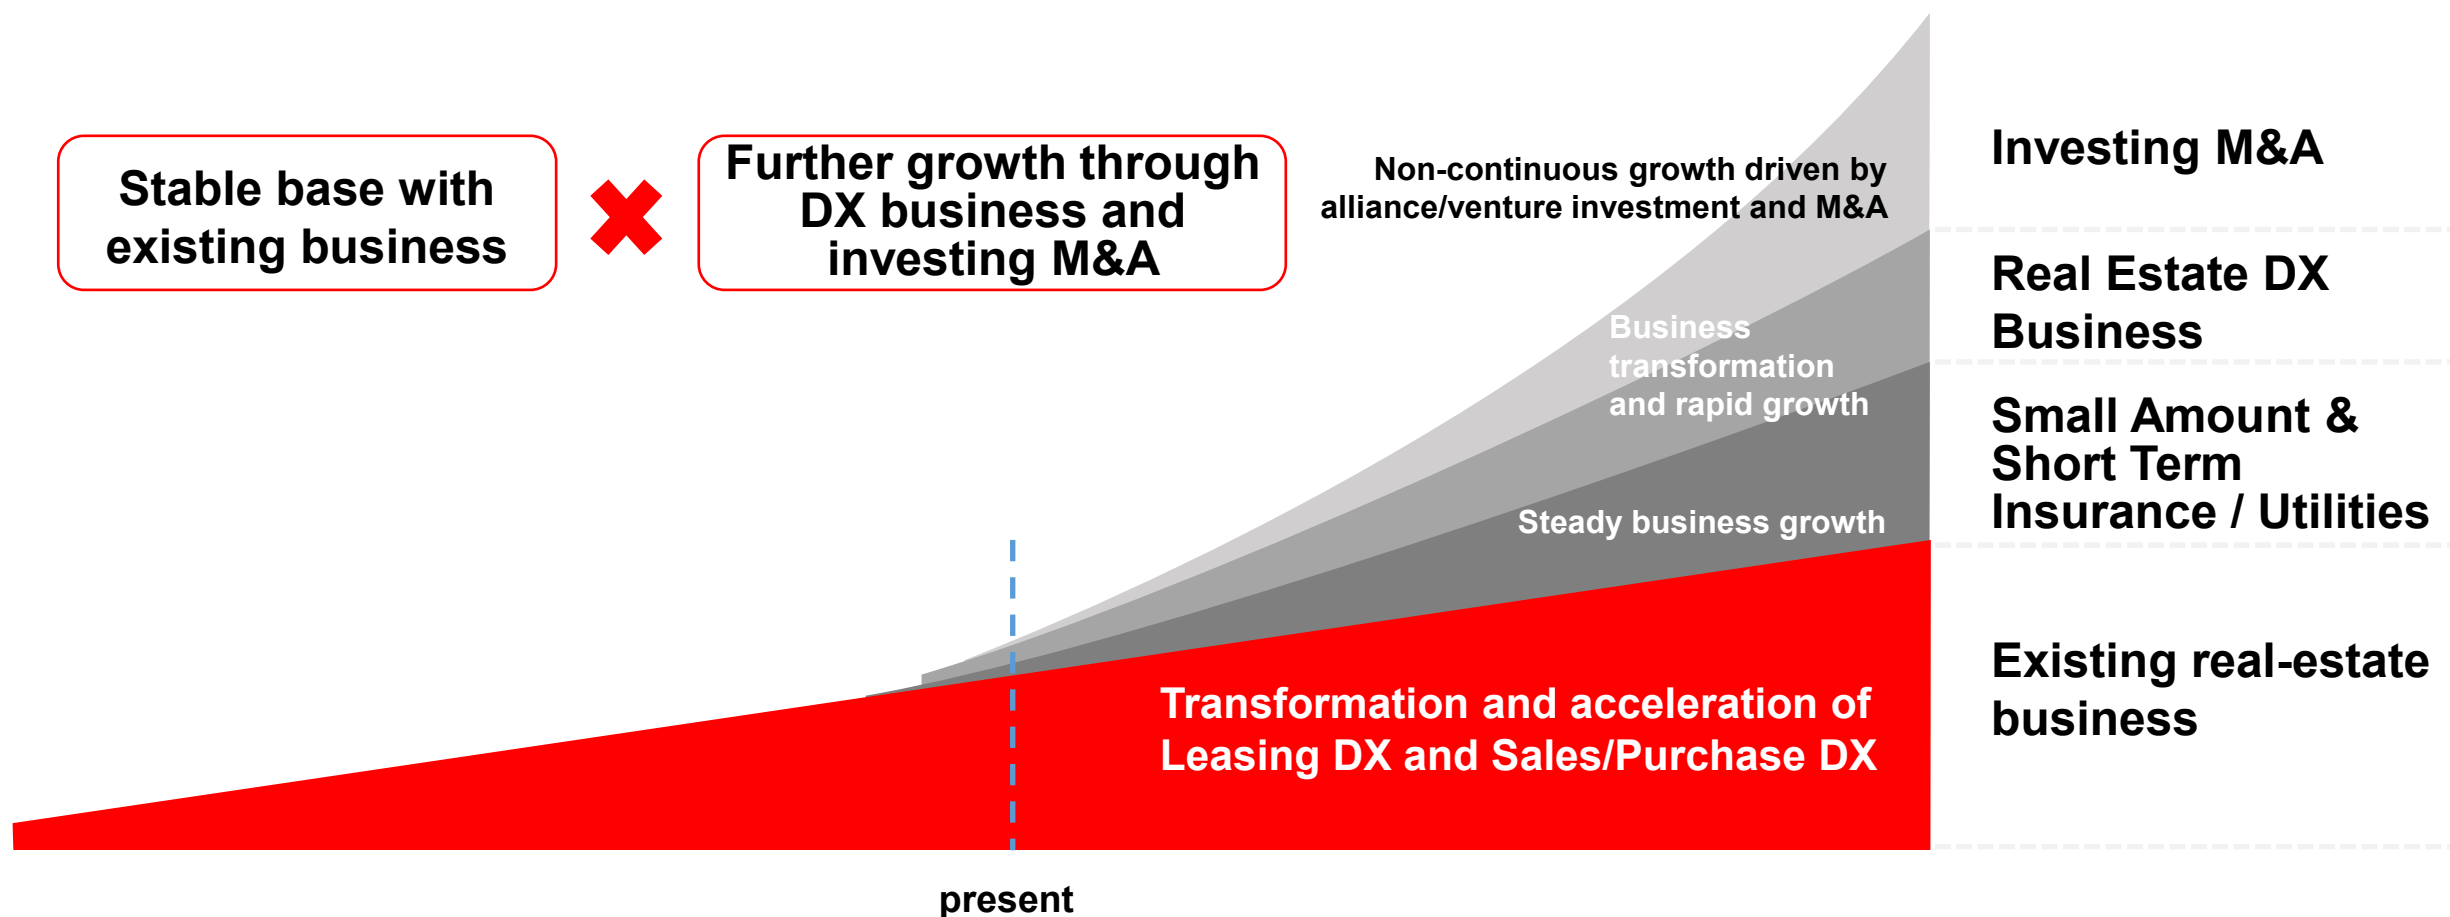 Stable base with
existing business
Further growth through
DX business and
investing M&A
Non-continuous growth driven by
alliance/venture investment and M&A
Business
transformation
and rapid growth
Steady business growth
Transformation and acceleration of
Leasing DX and Sales/Purchase DX
Investing M&A
Real Estate DX
Business
Small Amount &
Short Term
Insurance / Utilities
Existing real-estate
business
present